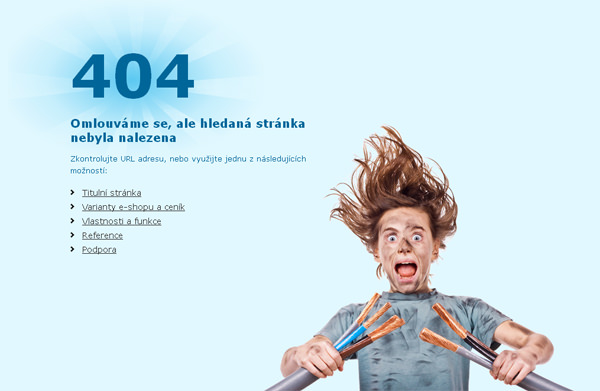 404
Omlouváme se, ale hledaná stránka
nebyla nalezena
Zkontrolujte URL adresu, nebo využijte jednu z následujících
možností:
Titulní stránka
Varianty e-shopu a ceník
Vlastnosti a funkce
Reference
Podpora